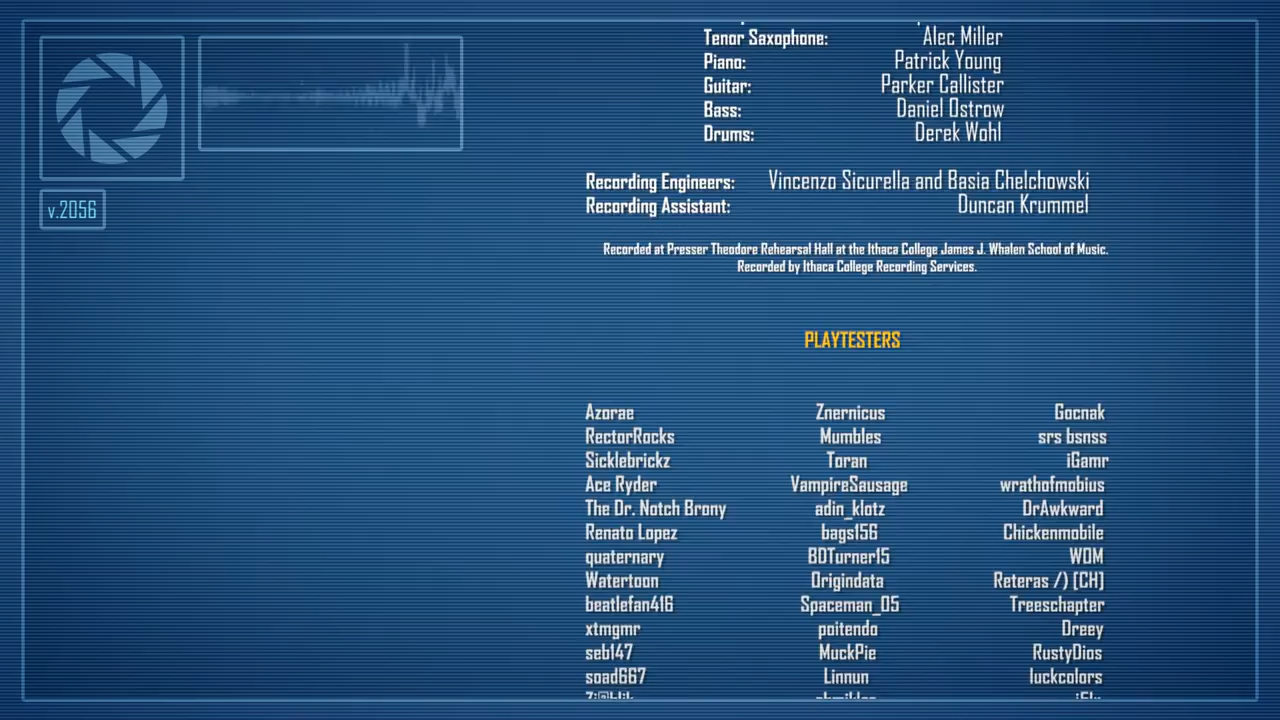 Tenor Saxophone: Alec Miller
Piano: Patrick Young
Guitar: Parker Callister
Bass: Daniel Ostrow
Drums: Derek Wohl
v.2056
Recording Engineers: Vincenzo Sicurella and Basia Chelchowski
Recording Assistant: Duncan Krummel
Recorded at Presser Theodore Rehearsal Hall at the Ithaca College James J. Whalen School of Music.
Recorded by Ithaca College Recording Services.
PLAYTESTERS
Azorae Znernicus Gocnak
RectorRocks Mumbles srs bsnss
Sicklebrickz Toran iGamr
Ace Ryder VampireSausage wrathofmobius
The Dr. Notch Brony adin_klotz DrAwkward
Renato Lopez bags156 Chickenmobile
quaternary BDTurner15 WOM
Watertoon Origindata Reteras /) [CH]
beatlefan416 Spaceman_05 Treeschapter
xtmgmr poitendo Dreey
seb147 MuckPie RustyDios
soad667 Linnun luckcolors